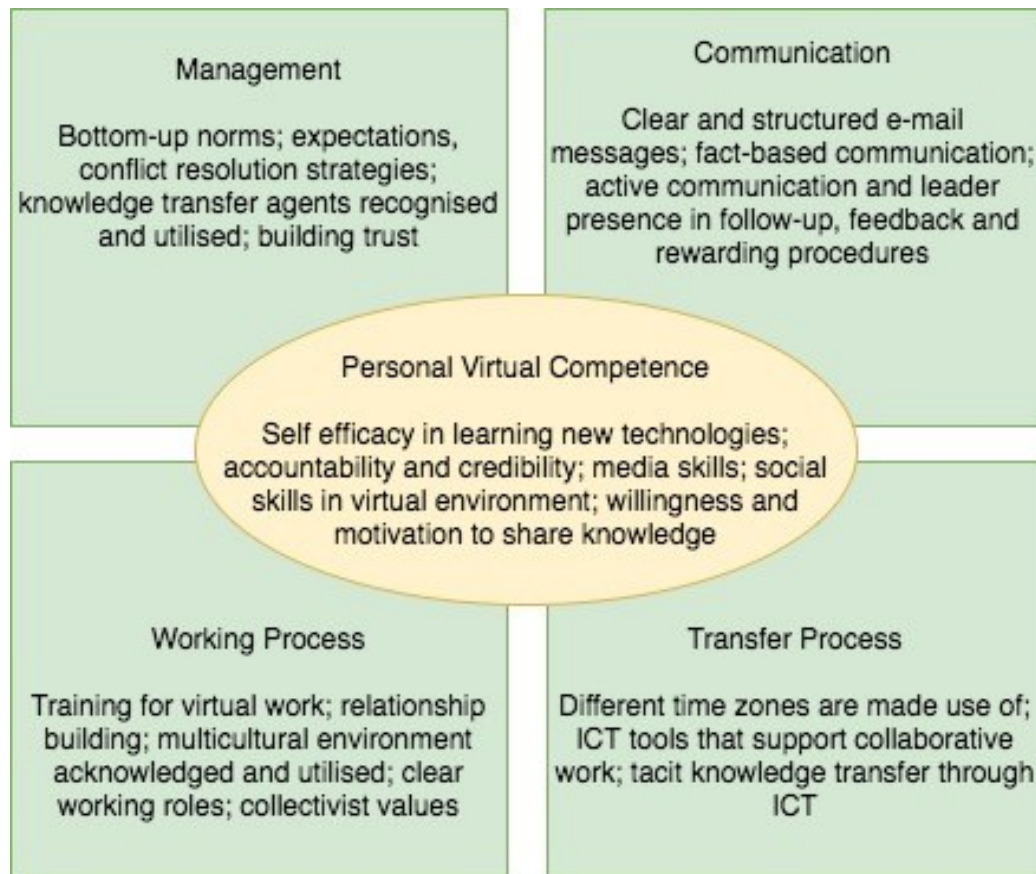 Management
Bottom-up norms; expectations,
conflict resolution strategies;
knowledge transfer agents recognised
and utilised; building trust
Communication
Clear and structured e-mail
messages; fact-based communication;
active communication and leader
presence in follow-up, feedback and
rewarding procedures
Personal Virtual Competence
Self efficacy in learning new technologies;
accountability and credibility; media skills; social
skills in virtual environment; willingness and
motivation to share knowledge
Working Process
Training for virtual work; relationship
building; multicultural environment
acknowledged and utilised; clear
working roles; collectivist values
Transfer Process
Different time zones are made use of;
ICT tools that support collaborative
work; tacit knowledge transfer through
ICT